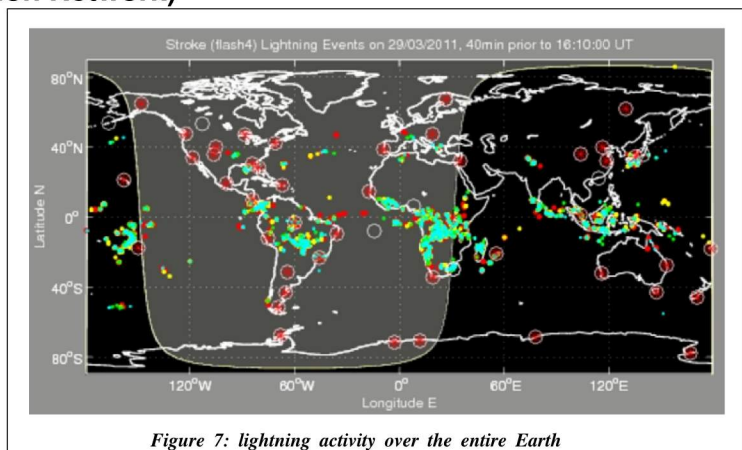 Network)
Stroke (flash4) Lightning Events on 29/03/2011, 40min prior to 16:10:00 UT
80°N
40°N
0°
40°S
80°S
Latitude N
120°W 60°W 0° 60°E 120°E
Longitude E
Figure 7: lightning activity over the entire Earth